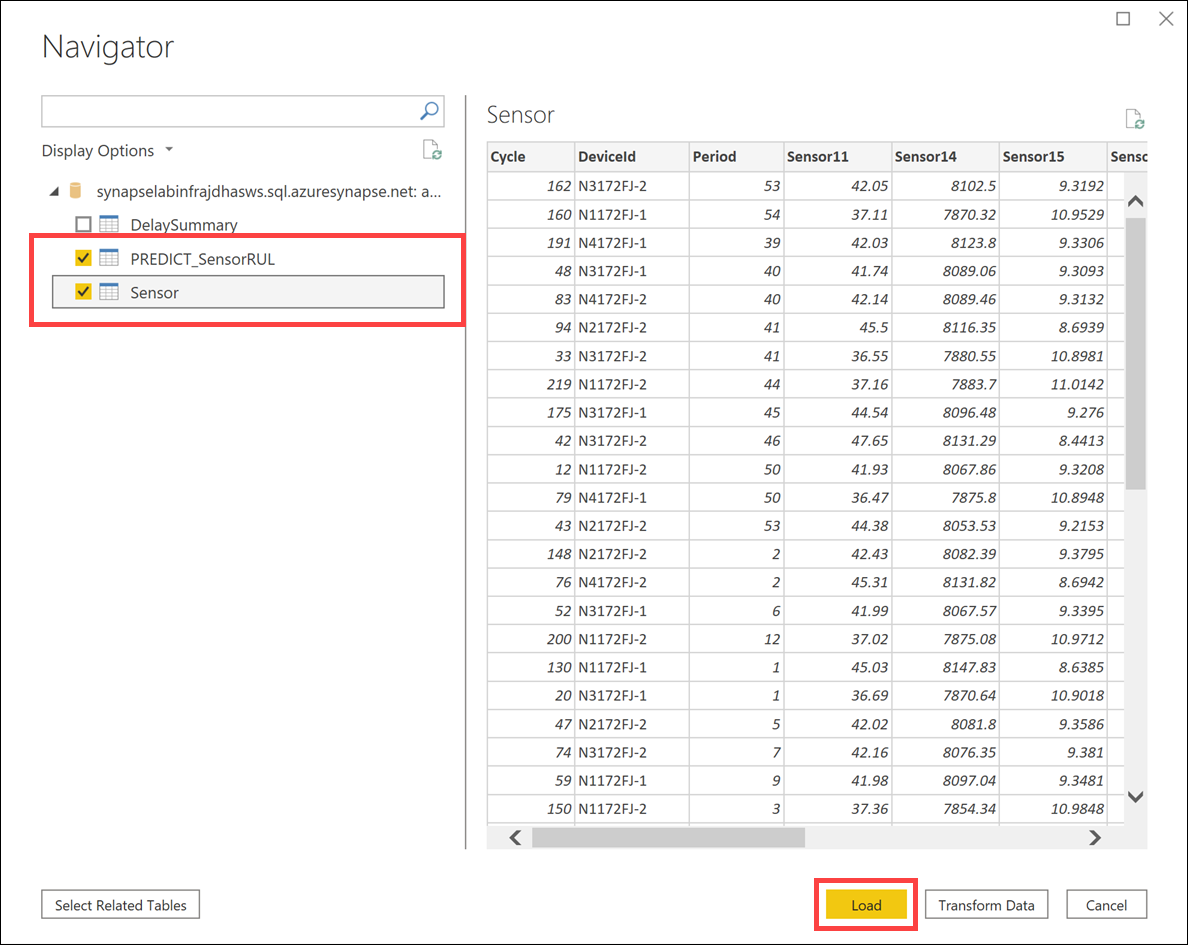 Navigator
Display Options
synapselabinfrajdhasws.sql.azuresynapse.net: a...
DelaySummary
PREDICT_SensorRUL
Sensor
Sensor
Cycle DeviceId Period Sensor11 Sensor14 Sensor15 Sensc
162 N3172FJ-2 53 42.05 8102.5 9.3192
160 N1172FJ-1 54 37.11 7870.32 10.9529
191 N4172FJ-1 39 42.03 8123.8 9.3306
48 N3172FJ-1 40 41.74 8089.06 9.3093
83 N4172FJ-2 40 42.14 8089.46 9.3132
94 N2172FJ-2 41 45.5 8116.35 8.6939
33 N3172FJ-2 41 36.55 7880.55 10.8981
219 N1172FJ-2 44 37.16 7883.7 11.0142
175 N3172FJ-1 45 44.54 8096.48 9.276
42 N3172FJ-2 46 47.65 8131.29 8.4413
12 N1172FJ-2 50 41.93 8067.86 9.3208
79 N4172FJ-1 50 36.47 7875.8 10.8948
43 N2172FJ-2 53 44.38 8053.53 9.2153
148 N2172FJ-2 2 42.43 8082.39 9.3795
76 N4172FJ-2 2 45.31 8131.82 8.6942
52 N3172FJ-1 6 41.99 8067.57 9.3395
200 N1172FJ-2 12 37.02 7875.08 10.9712
130 N1172FJ-1 1 45.03 8147.83 8.6385
20 N3172FJ-1 1 36.69 7870.64 10.9018
47 N2172FJ-2 5 42.02 8081.8 9.3586
74 N3172FJ-2 7 42.16 8076.35 9.381
59 N1172FJ-1 9 41.98 8097.04 9.3481
150 N1172FJ-2 3 37.36 7854.34 10.9848
Select Related Tables
Load
Transform Data
Cancel